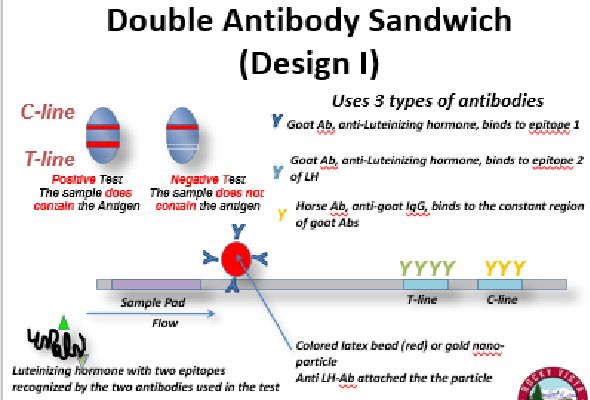 Double Antibody Sandwich
(Design I)
Uses 3 types of antibodies
C-line
T-line
Goat Ab, anti-Luteinizing hormone, binds to epitope 1
Goat Ab, anti-Luteinizing hormone, binds to epitope 2
of LH
Horse Ab, anti-goat IgG, binds to the constant region
of goat Abs
Positive Test
The sample does
contain the Antigen
Negative Test
The sample does not
contain the antigen
Sample Pad
T-line
C-line
Flow
Colored latex bead (red) or gold nano-
particle
Anti LH-Ab attached the the particle
Luteinizing hormone with two epitopes
recognized by the two antibodies used in the test
ROCKY VISTA